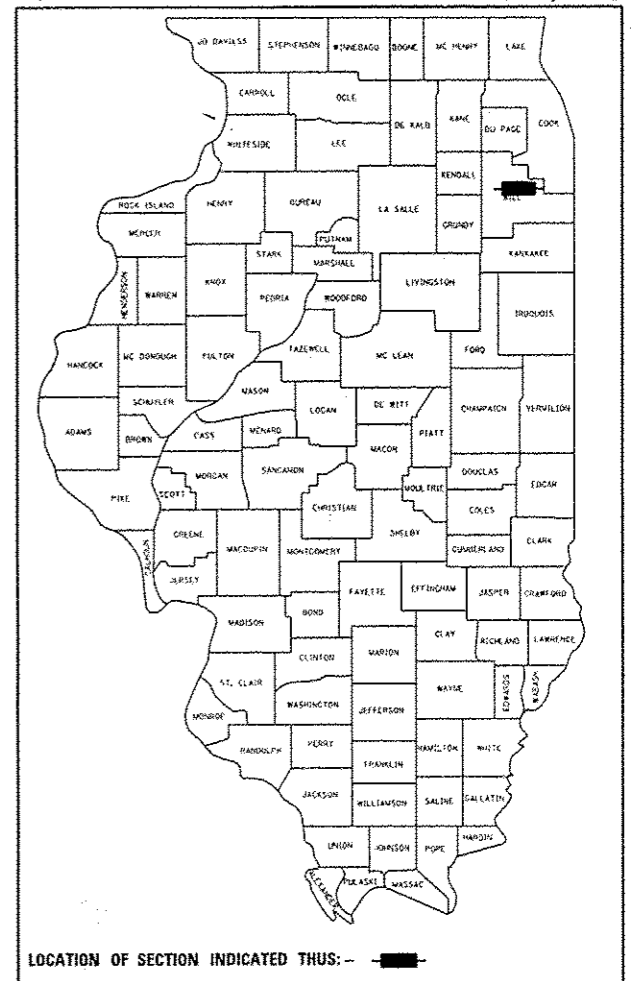 JO DAVIESS STEPHENSON WINNEBAGO BOONE MC HENRY LAKE
CARROLL OGLE DE KALB KANE DU PAGE COOK
WHITESIDE LEE KENDALL WILL
ROCK ISLAND HENRY BUREAU LA SALLE GRUNDY
MERCER PUTNAM KANKAKEE
HENDERSON WARREN KNOX STARK MARSHALL LIVINGSTON
PEORIA WOODFORD IROQUOIS
HANCOCK MC DONOUGH FULTON TAZEWELL MC LEAN FORD
SCHUYLER MASON LOGAN DE WITT CHAMPAIGN VERMILION
ADAMS BROWN CASS MENARD MACON PIATT
MORGAN SANGAMON DOUGLAS
PIKE SCOTT CHRISTIAN MOULTRIE COLES EDGAR
CALHOUN GREENE MACOUPIN MONTGOMERY SHELBY CUMBERLAND CLARK
JERSEY FAYETTE EFFINGHAM JASPER CRAWFORD
MADISON BOND CLAY RICHLAND LAWRENCE
CLINTON MARION
ST. CLAIR WASHINGTON WAYNE EDWARDS WABASH
MONROE JEFFERSON
RANDOLPH PERRY HAMILTON WHITE
FRANKLIN
JACKSON WILLIAMSON SALINE GALLATIN
UNION JOHNSON POPE HARDIN
ALEXANDER PULASKI MASSAC
LOCATION OF SECTION INDICATED THUS: -